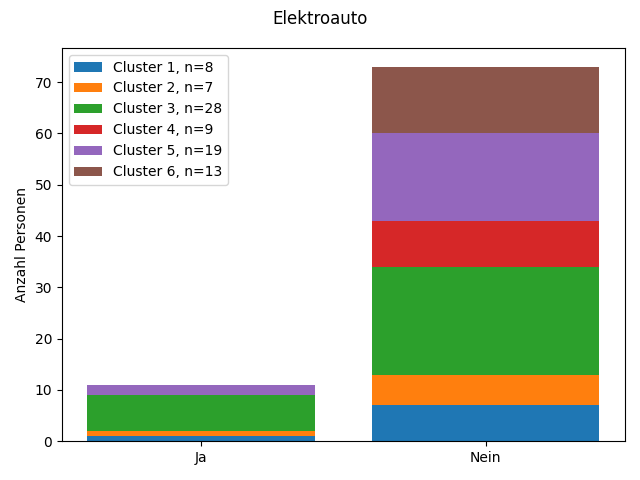 Elektroauto
Cluster 1, n=8
Cluster 2, n=7
Cluster 3, n=28
Cluster 4, n=9
Cluster 5, n=19
Cluster 6, n=13
Anzahl Personen
70
60
50
40
30
20
10
0
Ja
Nein